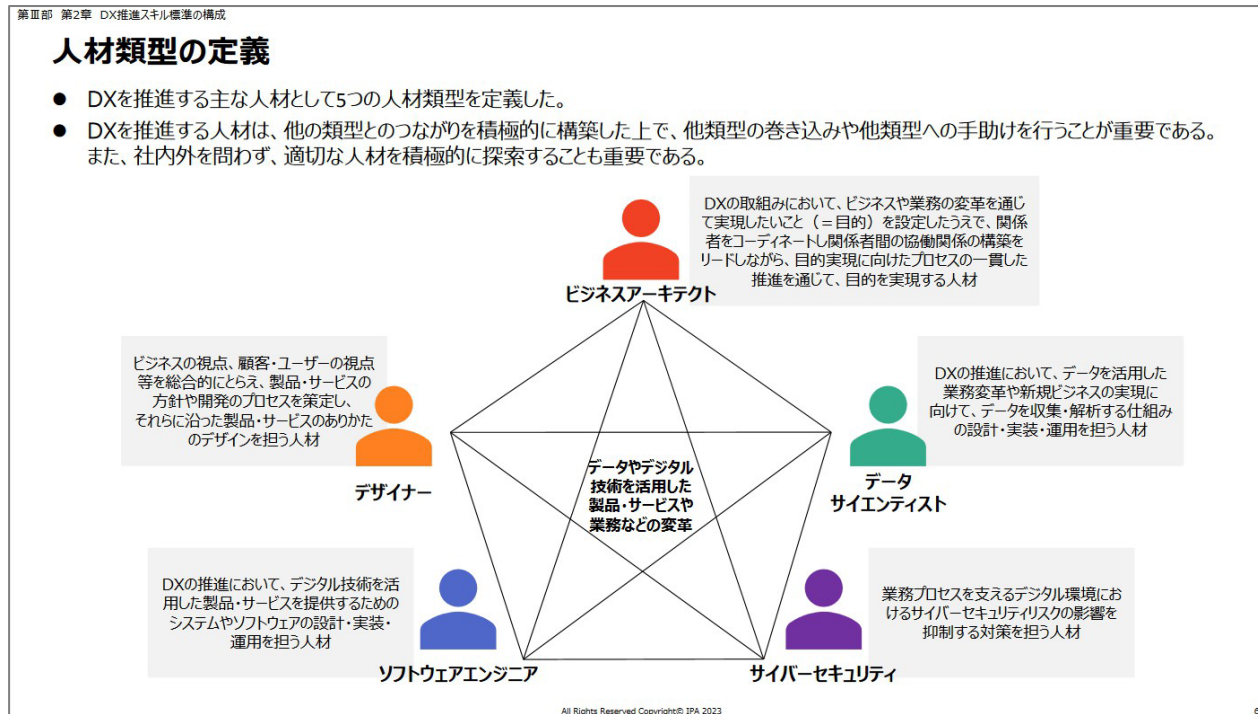 第Ⅲ部 第2章 DX推進スキル標準の構成
人材類型の定義
● DXを推進する主な人材として5つの人材類型を定義した。
● DXを推進する人材は、他の類型とのつながりを積極的に構築した上で、他類型の巻き込みや他類型への手助けを行うことが重要である。
また、社内外を問わず、適切な人材を積極的に探索することも重要である。
DXの取組みにおいて、ビジネスや業務の変革を通じ
て実現したいこと（＝目的）を設定したうえで、関係
者をコーディネートし関係者間の協働関係の構築を
リードしながら、目的実現に向けたプロセスの一貫した
推進を通じて、目的を実現する人材
ビジネスアーキテクト
ビジネスの視点、顧客・ユーザーの視点
等を総合的にとらえ、製品・サービスの
方針や開発のプロセスを策定し、
それらに沿った製品・サービスのありかた
のデザインを担う人材
デザイナー
DXの推進において、データを活用した
業務変革や新規ビジネスの実現に
向けて、データを収集・解析する仕組み
の設計・実装・運用を担う人材
データ
サイエンティスト
データやデジタル
技術を活用した
製品・サービスや
業務などの変革
DXの推進において、デジタル技術を活
用した製品・サービスを提供するための
システムやソフトウェアの設計・実装・
運用を担う人材
ソフトウェアエンジニア
業務プロセスを支えるデジタル環境にお
けるサイバーセキュリティリスクの影響を
抑制する対策を担う人材
サイバーセキュリティ
All Rights Reserved Copyright© IPA 2023